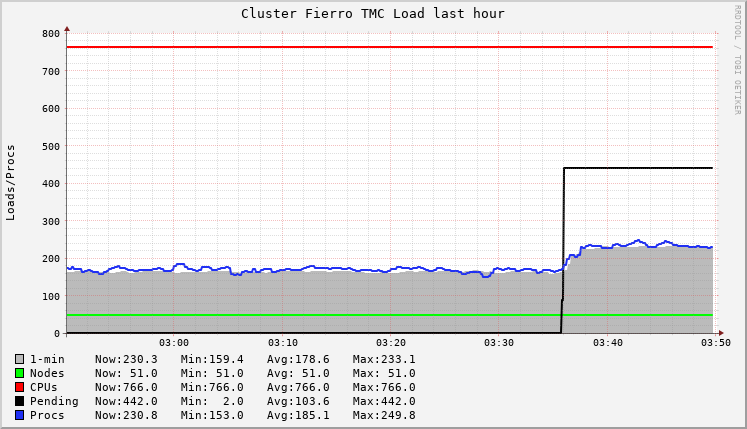 Cluster Fierro TMC Load last hour
RRDTOOL / TOBI OETIKER
Loads/Procs
800
700
600
500
400
300
200
100
0
03:00 03:10 03:20 03:30 03:40 03:50
1-min Now:230.3 Min:159.4 Avg:178.6 Max:233.1
Nodes Now: 51.0 Min: 51.0 Avg: 51.0 Max: 51.0
CPUs Now:766.0 Min:766.0 Avg:766.0 Max:766.0
Pending Now:442.0 Min: 2.0 Avg:103.6 Max:442.0
Procs Now:230.8 Min:153.0 Avg:185.1 Max:249.8